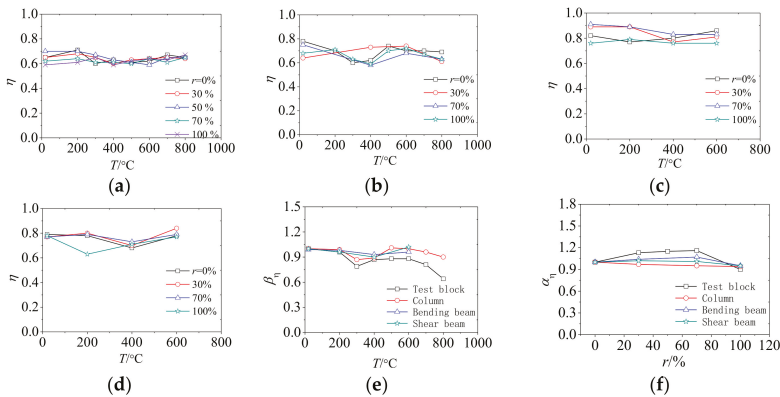 1.0
0.8
0.6
0.4
0.2
0.0
η
0 200 400 600 800 1000
T/°C
r=0%
30 %
50 %
70 %
100 %
(a)
1.0
0.8
0.6
0.4
0.2
0.0
η
0 200 400 600 800 1000
T/°C
r=0%
30%
70%
100%
(b)
1.0
0.8
0.6
0.4
0.2
0.0
η
0 200 400 600 800
T/°C
r=0%
30%
70%
100%
(c)
1.0
0.8
0.6
0.4
0.2
0.0
η
0 200 400 600 800
T/°C
r=0%
30%
70%
100%
(d)
1.5
1.2
0.9
0.6
0.3
0.0
βη
0 200 400 600 800 1000
T/°C
Test block
Column
Bending beam
Shear beam
(e)
1.8
1.5
1.2
0.9
0.6
0.3
0.0
αη
0 20 40 60 80 100 120
r/%
Test block
Column
Bending beam
Shear beam
(f)